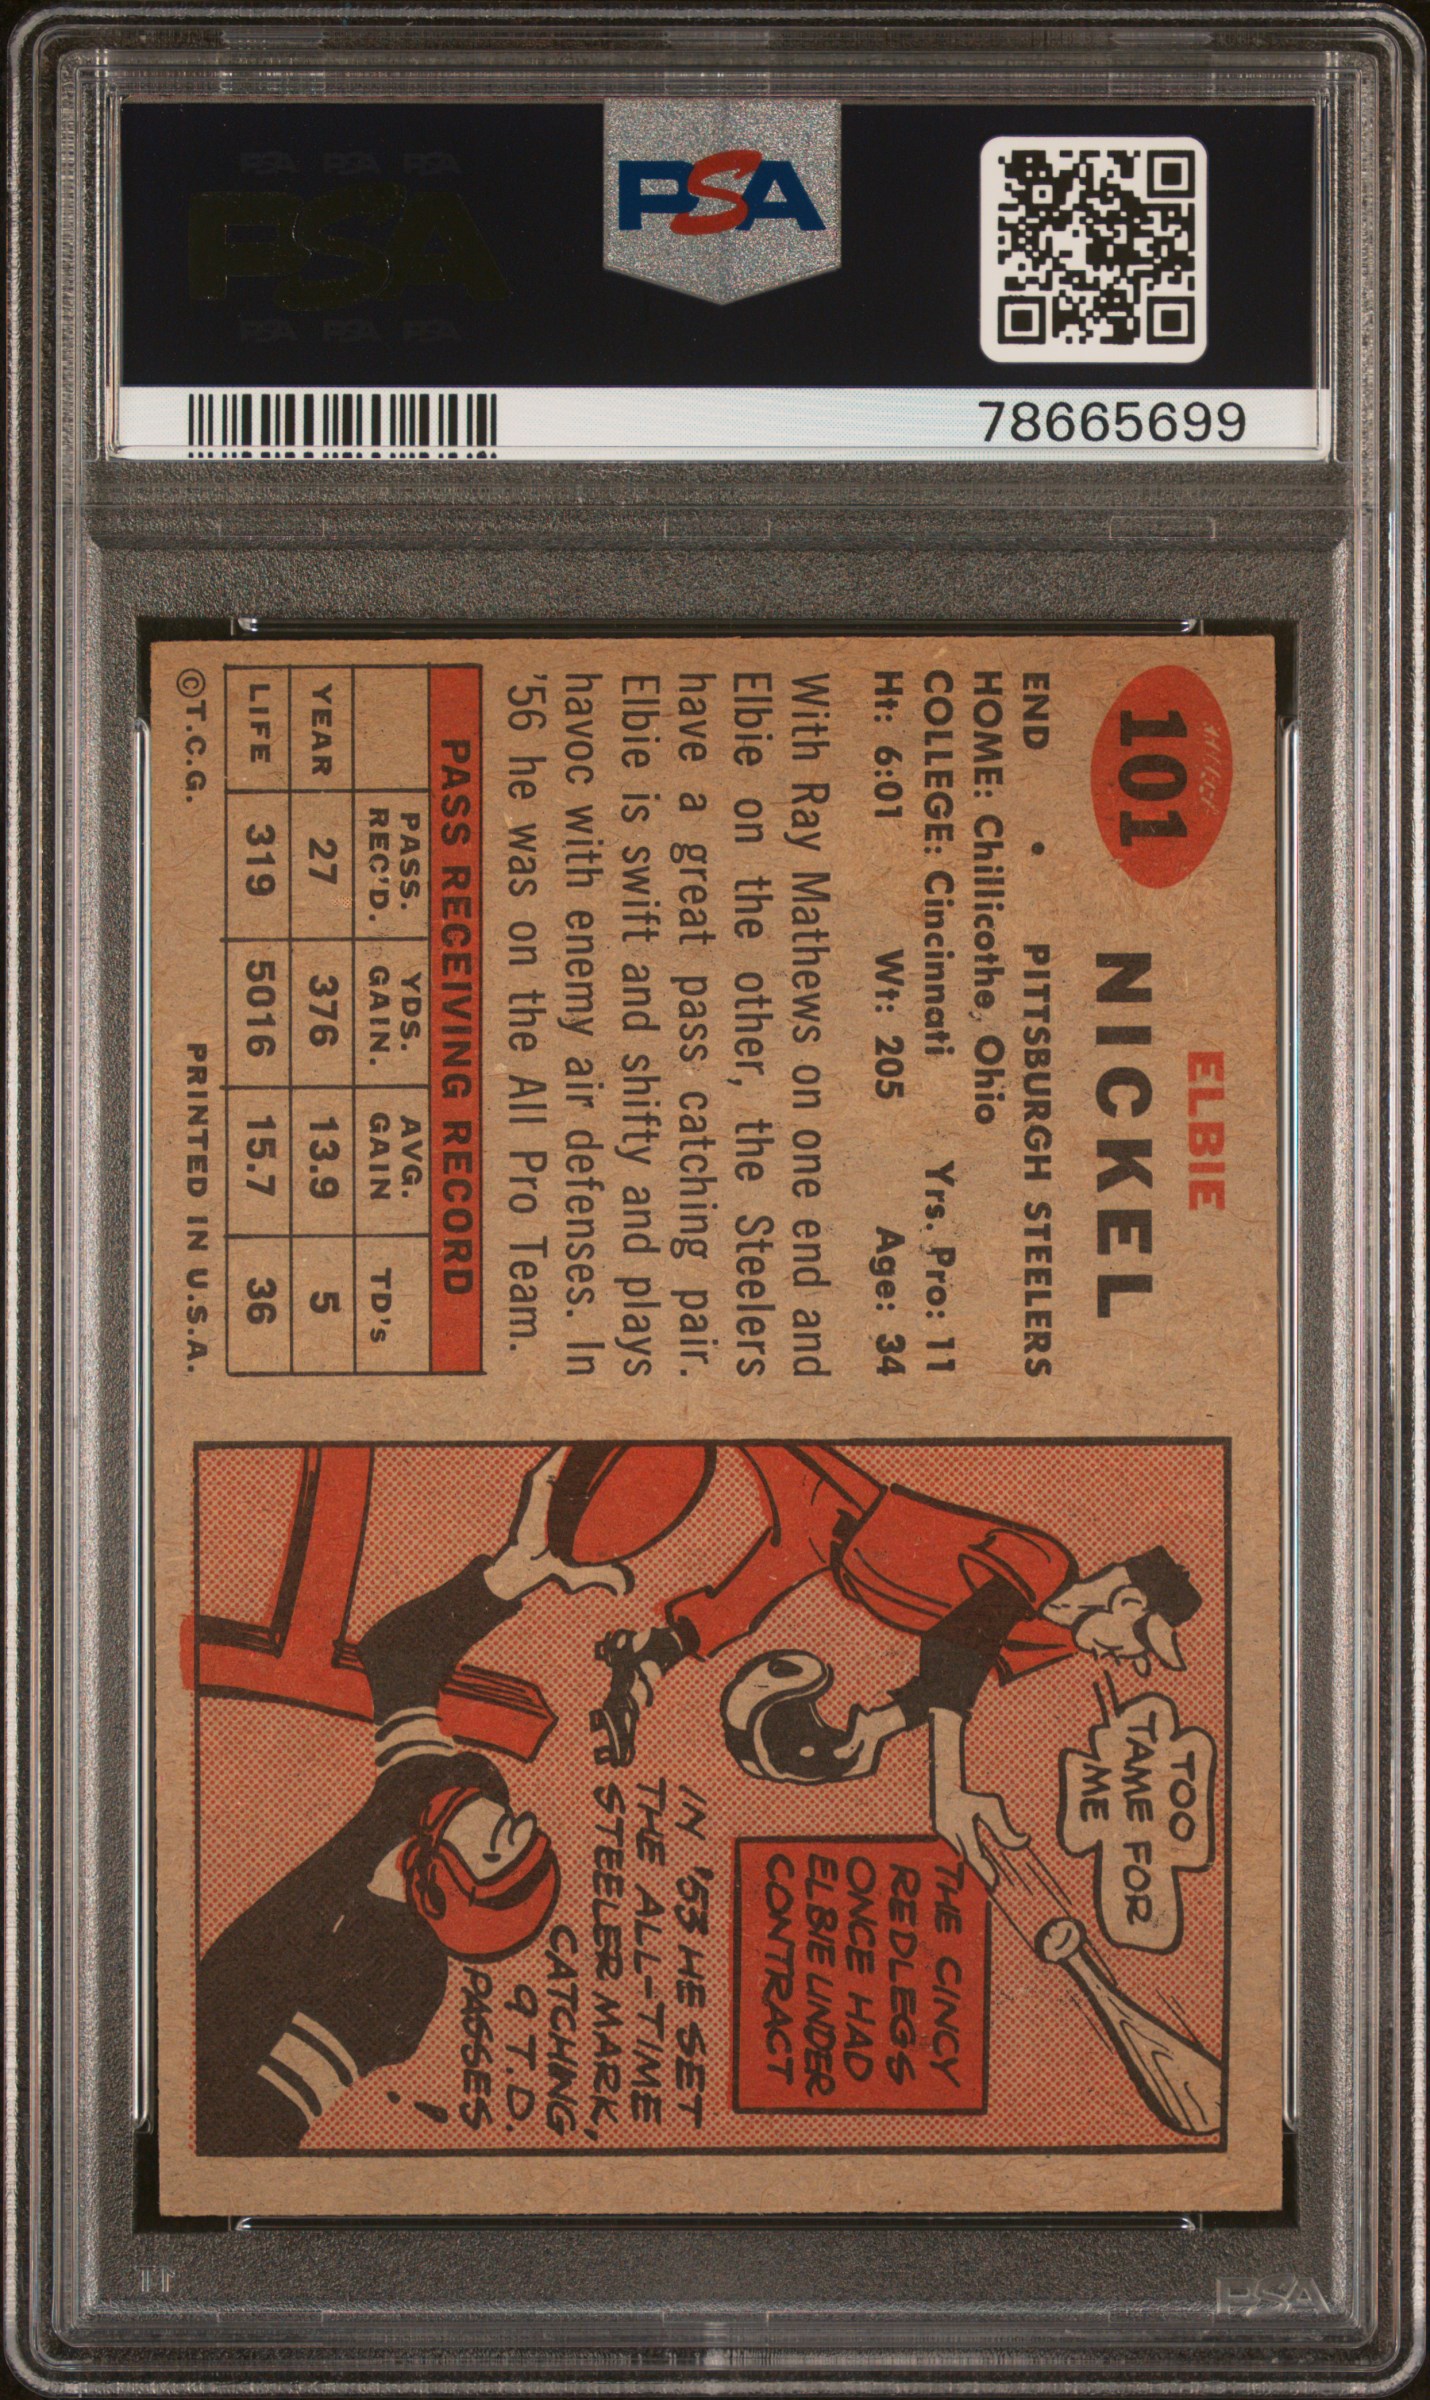 PSA PSA PSA
PSA
PSA PSA PSA
PSA
78665699
101
ELBIE
NICKEL
END • PITTSBURGH STEELERS
HOME: Chillicothe, Ohio
COLLEGE: Cincinnati Yrs. Pro: 11
Ht: 6:01 Wt: 205 Age: 34
With Ray Mathews on one end and
Elbie on the other, the Steelers
have a great pass catching pair.
Elbie is swift and shifty and plays
havoc with enemy air defenses. In
'56 he was on the All Pro Team.
PASS RECEIVING RECORD
PASS. REC'D. YDS. GAIN. AVG. GAIN TD's
YEAR 27 376 13.9 5
LIFE 319 5016 15.7 36
©T.C.G. PRINTED IN U.S.A.
TOO
TAME FOR
ME
THE CINCY
REDLEGS
ONCE HAD
ELBIE UNDER
CONTRACT
IN '53 HE SET
THE ALL-TIME
STEELER MARK,
CATCHING
9 T.D.
PASSES
!
PSA